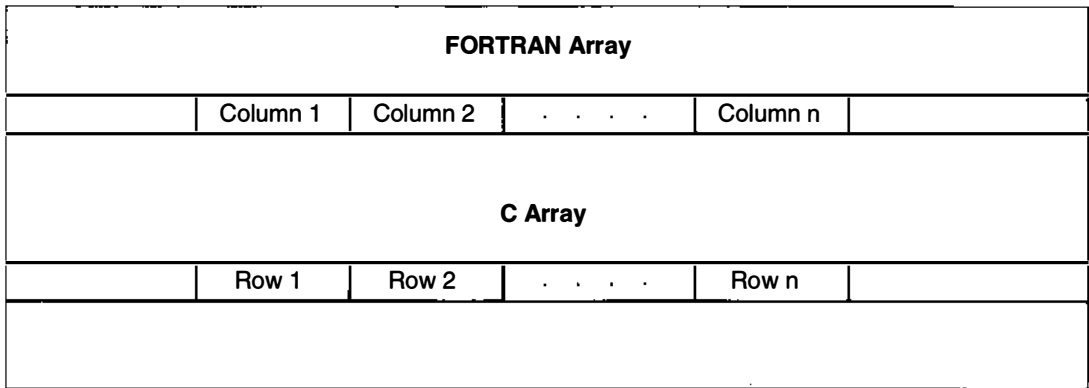 FORTRAN Array
Column 1 Column 2 . . . . Column n
C Array
Row 1 Row 2 . . . . Row n